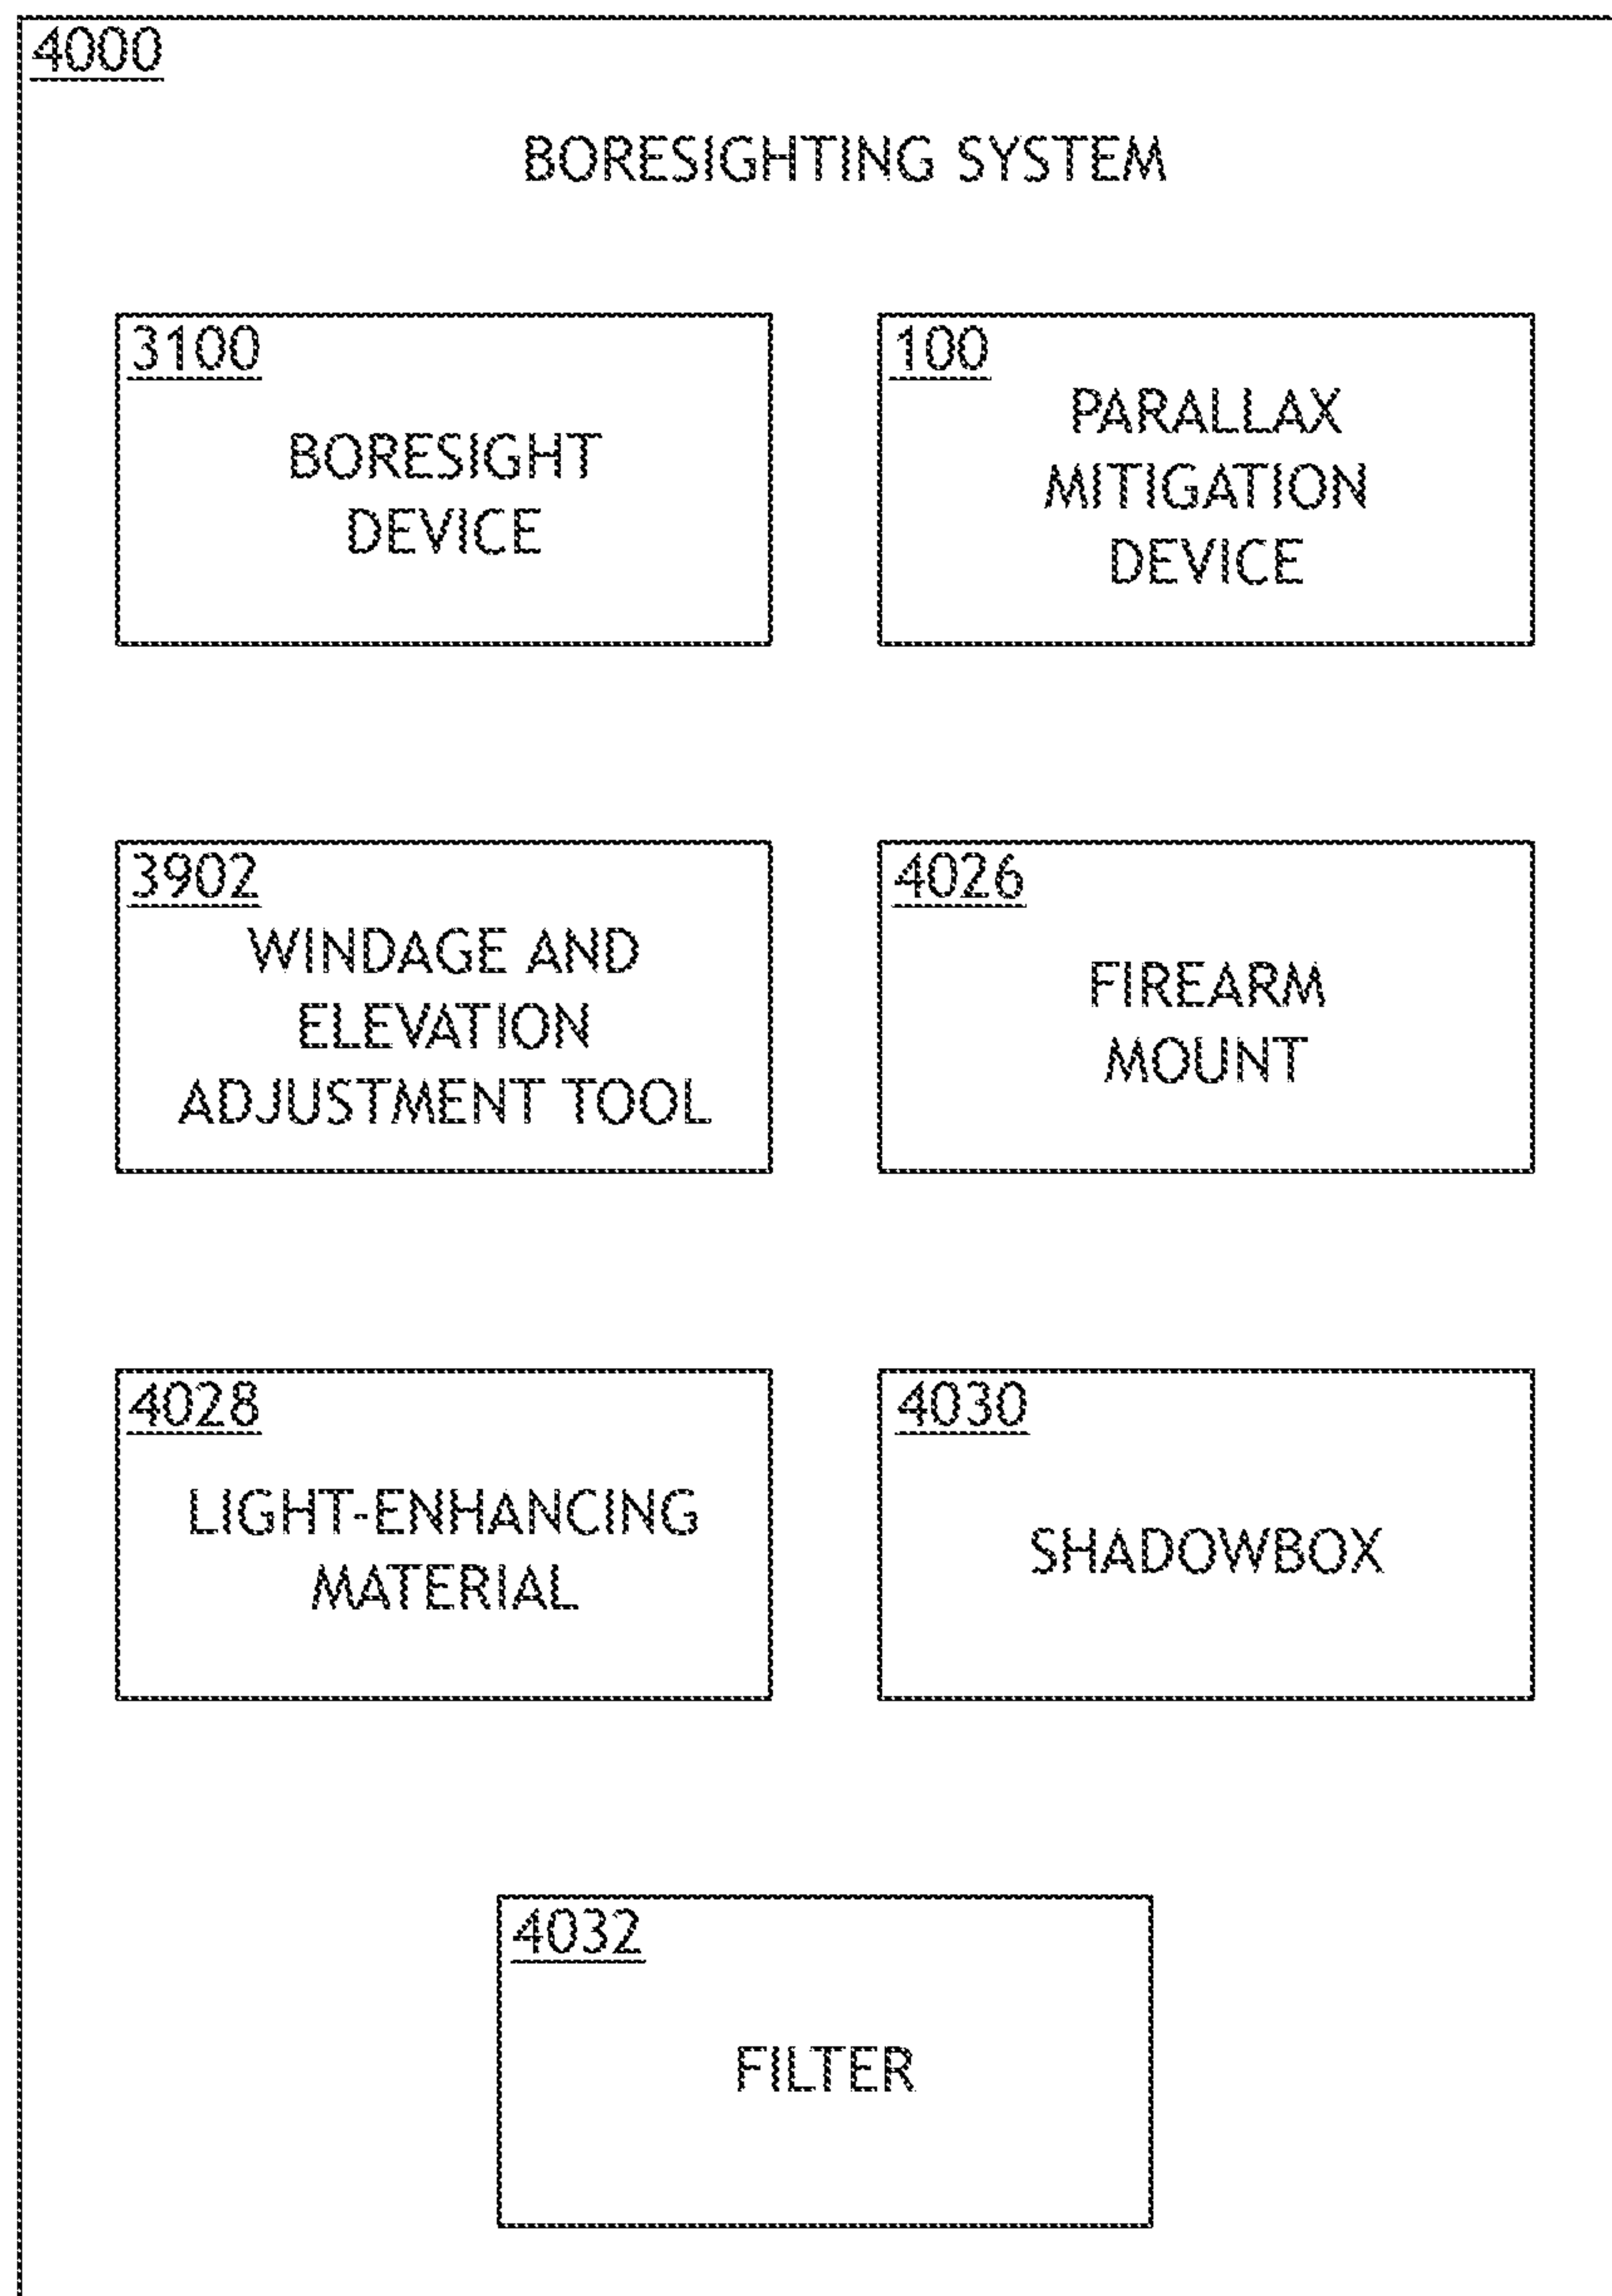 4000
BORESIGHTING SYSTEM
3100
BORESIGHT
DEVICE
100
PARALLAX
MITIGATION
DEVICE
3902
WINDAGE AND
ELEVATION
ADJUSTMENT TOOL
4026
FIREARM
MOUNT
4028
LIGHT-ENHANCING
MATERIAL
4030
SHADOWBOX
4032
FILTER